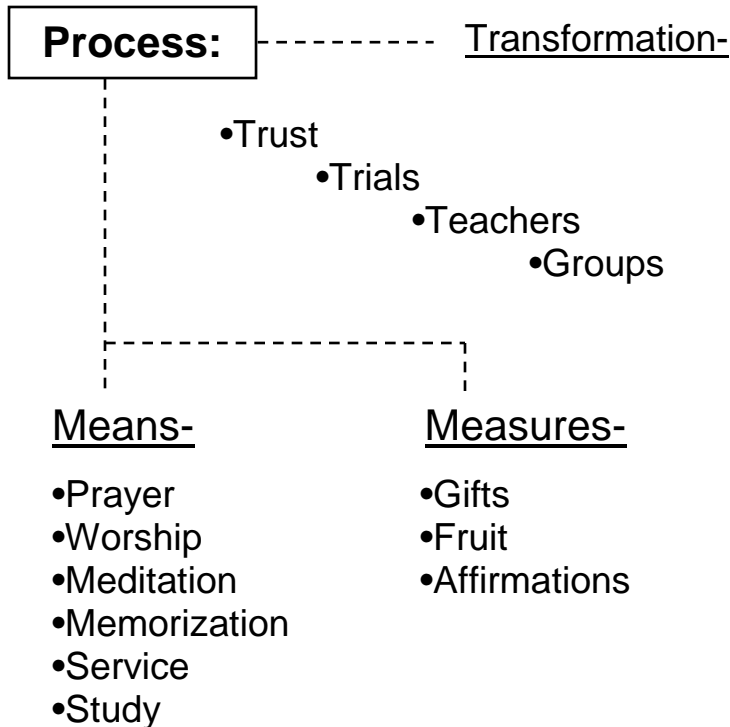 Process:
Transformation-
•Trust
•Trials
•Teachers
•Groups
Means-
•Prayer
•Worship
•Meditation
•Memorization
•Service
•Study
Measures-
•Gifts
•Fruit
•Affirmations